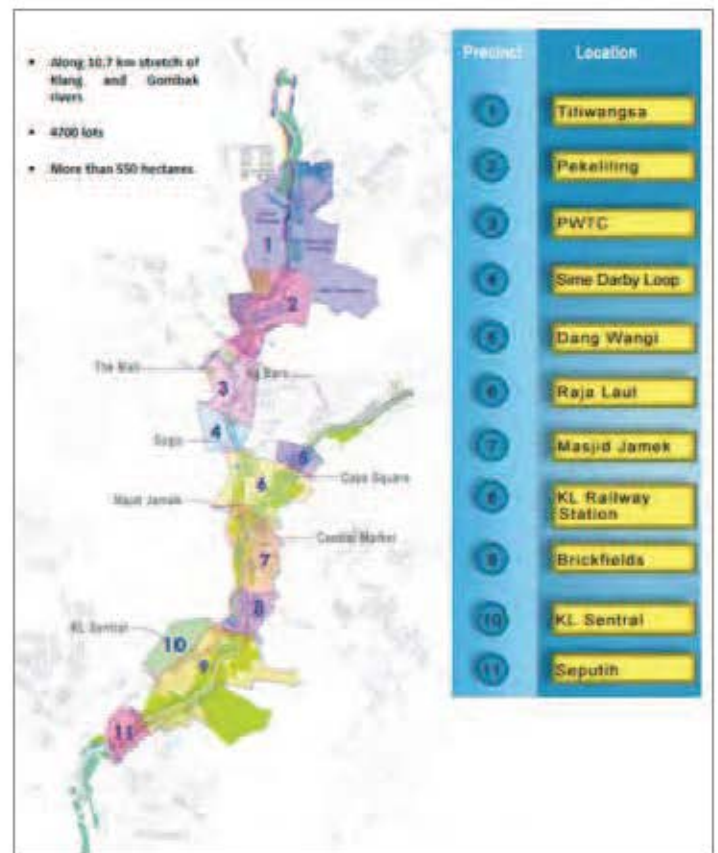 • Along 10.7 km stretch of
Klang and Gombak
rivers
• 4700 lots
• More than 550 hectares
Precinct Location
1 Titiwangsa
2 Pekeliling
3 PWTC
4 Sime Darby Loop
5 Dang Wangi
6 Raja Laut
7 Masjid Jamek
8 KL Railway
Station
9 Brickfields
10 KL Sentral
11 Seputih
1
2
The Mall
3
4
Sogo
5
6
Capa Square
Masjid Jamek
Central Market
7
8
KL Sentral
10
9
11